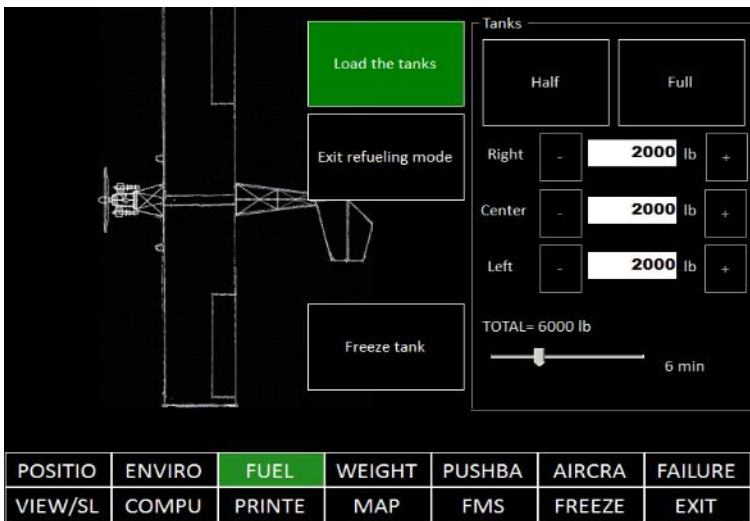 Tanks
Load the tanks
Half Full
Exit refueling mode
Right - 2000 lb +
Center - 2000 lb +
Left - 2000 lb +
TOTAL= 6000 lb
Freeze tank
6 min
POSITIO ENVIRO FUEL WEIGHT PUSHBA AIRCRA FAILURE
VIEW/SL COMPU PRINTE MAP FMS FREEZE EXIT